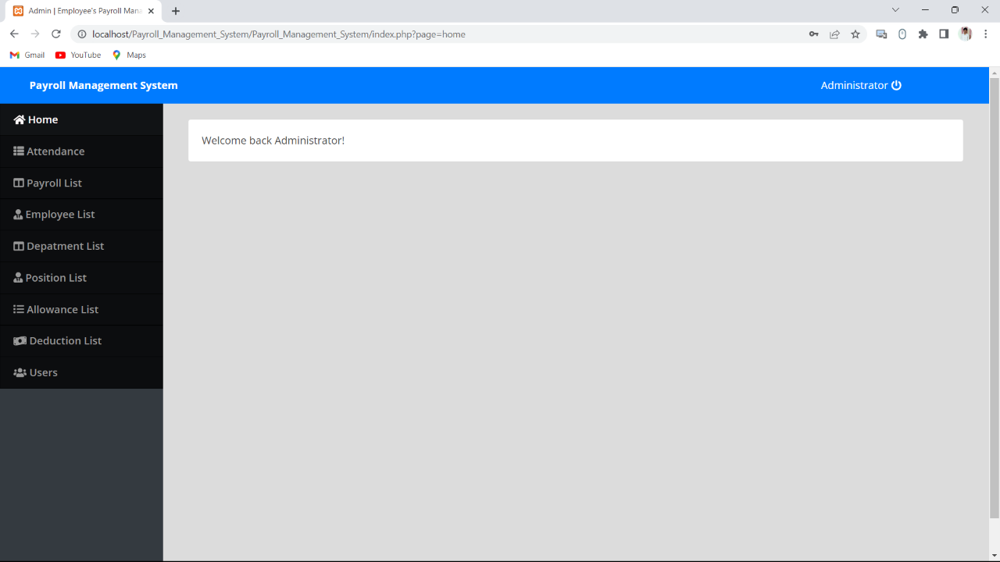 Admin | Employee's Payroll Mana
localhost/Payroll_Management_System/Payroll_Management_System/index.php?page=home
Gmail YouTube Maps
Payroll Management System Administrator
Home
Welcome back Administrator!
Attendance
Payroll List
Employee List
Depatment List
Position List
Allowance List
Deduction List
Users